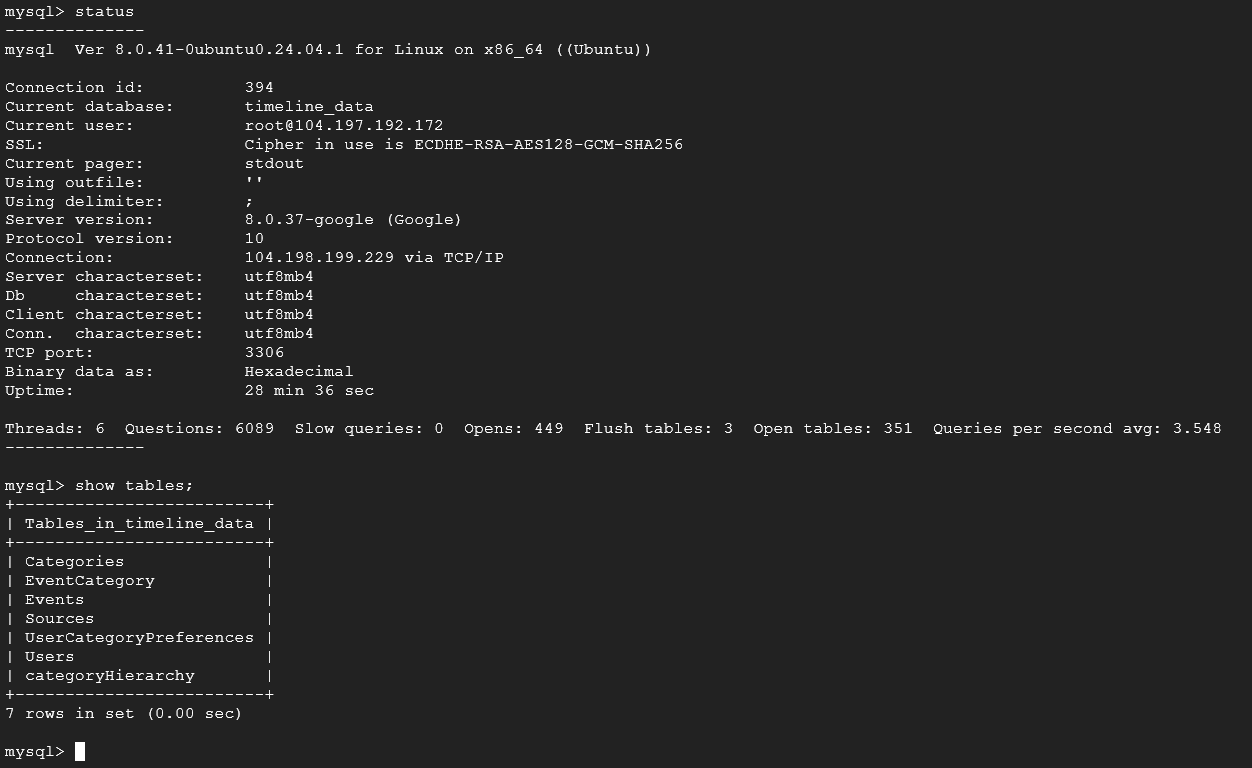 mysql> status
--------------
mysql  Ver 8.0.41-0ubuntu0.24.04.1 for Linux on x86_64 ((Ubuntu))

Connection id:          394
Current database:       timeline_data
Current user:           root@104.197.192.172
SSL:                    Cipher in use is ECDHE-RSA-AES128-GCM-SHA256
Current pager:          stdout
Using outfile:          ''
Using delimiter:        ;
Server version:         8.0.37-google (Google)
Protocol version:       10
Connection:             104.198.199.229 via TCP/IP
Server characterset:    utf8mb4
Db     characterset:    utf8mb4
Client characterset:    utf8mb4
Conn.  characterset:    utf8mb4
TCP port:               3306
Binary data as:         Hexadecimal
Uptime:                 28 min 36 sec

Threads: 6  Questions: 6089  Slow queries: 0  Opens: 449  Flush tables: 3  Open tables: 351  Queries per second avg: 3.548
--------------

mysql> show tables;
+-------------------------+
| Tables_in_timeline_data |
+-------------------------+
| Categories              |
| EventCategory           |
| Events                  |
| Sources                 |
| UserCategoryPreferences |
| Users                   |
| categoryHierarchy       |
+-------------------------+
7 rows in set (0.00 sec)

mysql>